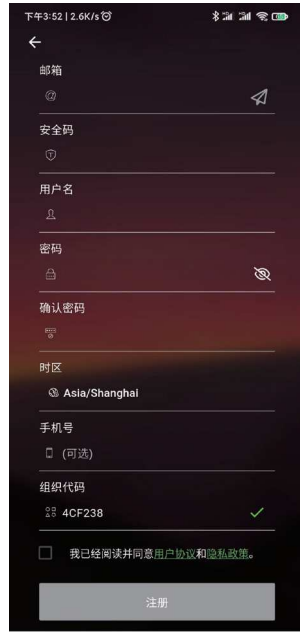 下午3:52 | 2.6K/s
邮箱
安全码
用户名
密码
确认密码
时区
Asia/Shanghai
手机号
(可选)
组织代码
4CF238
我已经阅读并同意用户协议和隐私政策。
注册